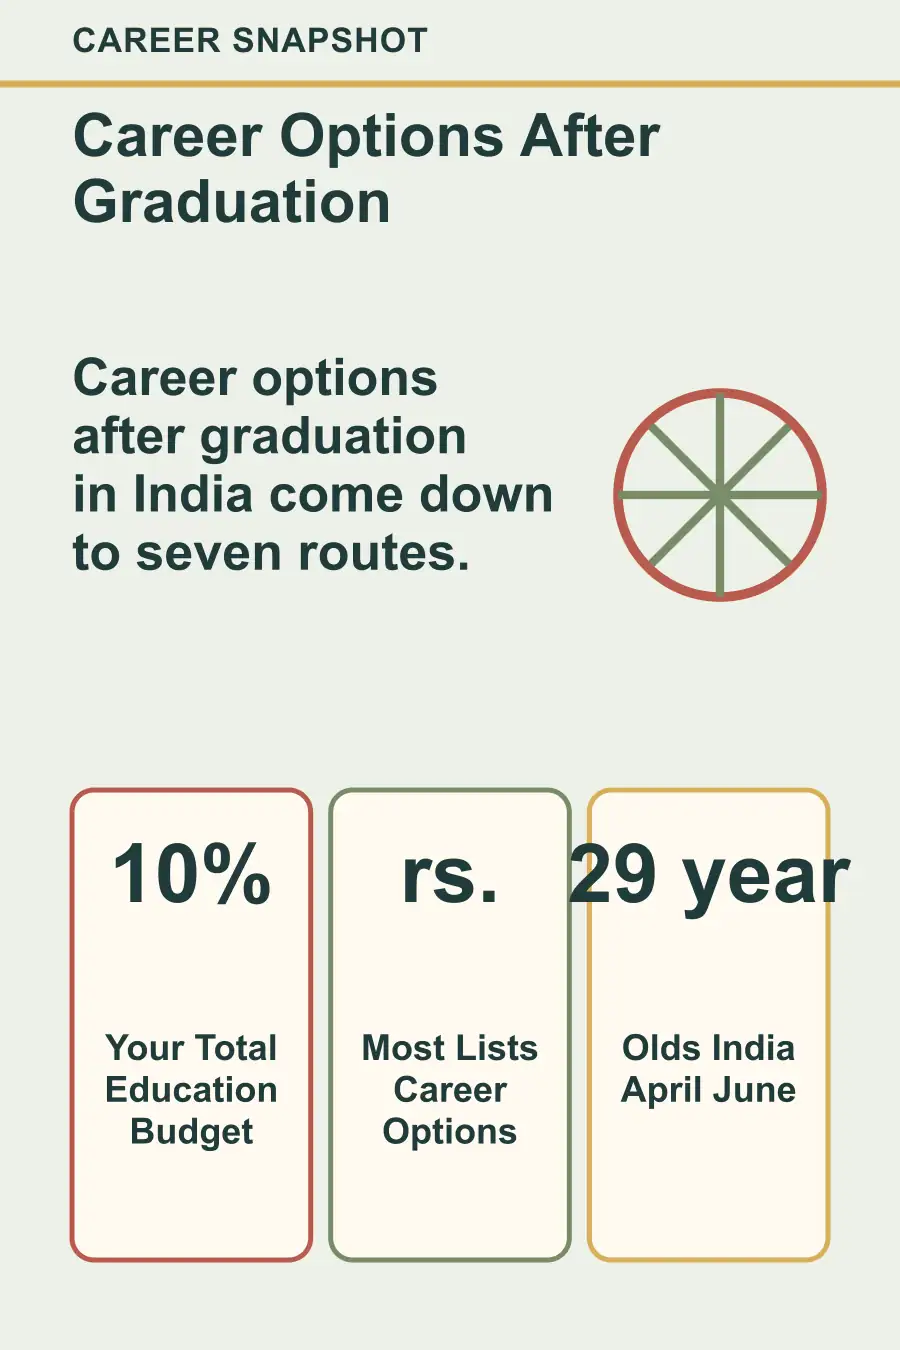 CAREER SNAPSHOT
Career Options After
Graduation
Career options
after graduation
in India come down
to seven routes.
10%
Your Total
Education
Budget
rs.
Most Lists
Career
Options
29 year
Olds India
April June